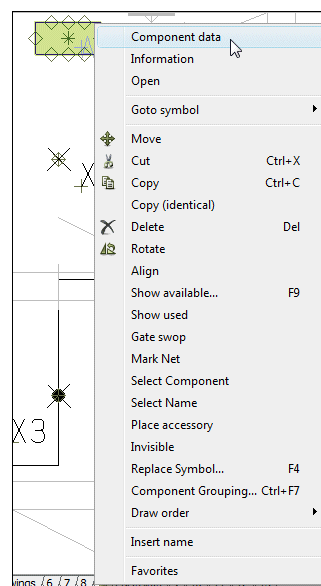 Component data
Information
Open
Goto symbol
Move
Cut Ctrl+X
Copy Ctrl+C
Copy (identical)
Delete Del
Rotate
Align
Show available... F9
Show used
Gate swop
Mark Net
Select Component
Select Name
Place accessory
Invisible
Replace Symbol... F4
Component Grouping... Ctrl+F7
Draw order
Insert name
Favorites
X
X3
wings /6 /7 /8 /